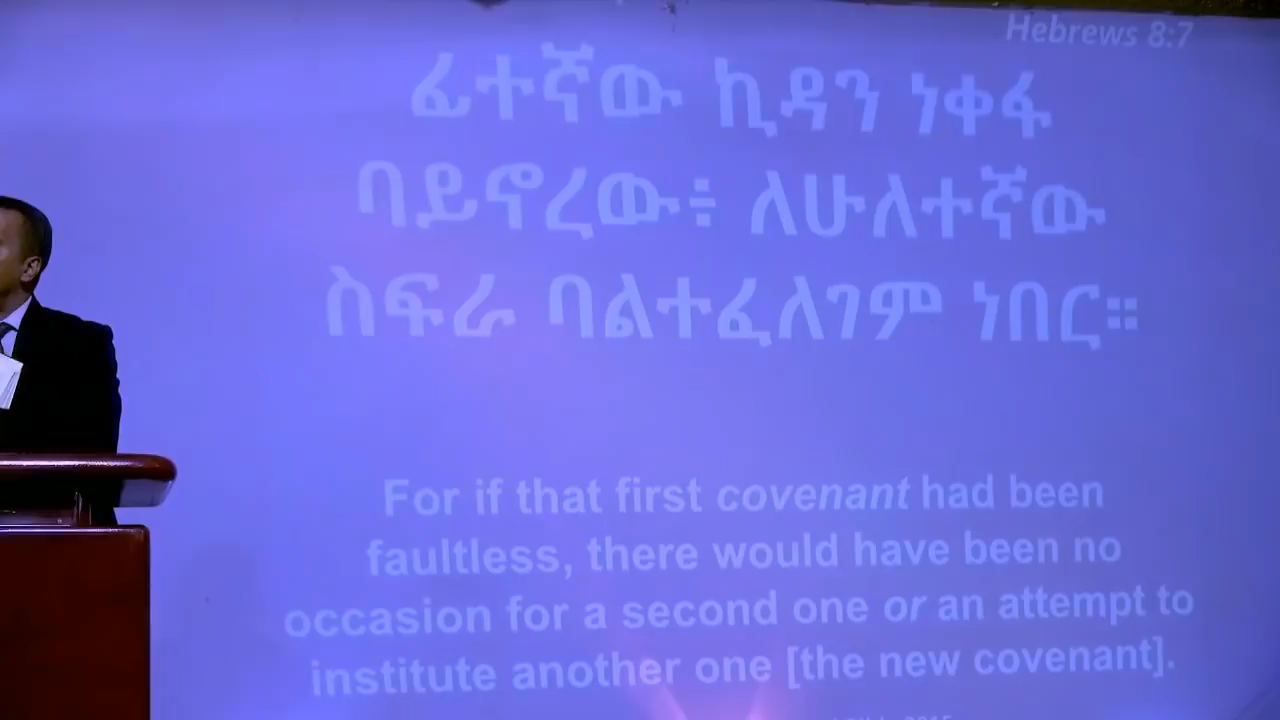 Hebrews 8:7
ፊተኛው ኪዳን ነቀፋ
ባይኖረው፥ ለሁለተኛው
ስፍራ ባልተፈለገም ነበር።
For if that first covenant had been
faultless, there would have been no
occasion for a second one or an attempt to
institute another one [the new covenant].